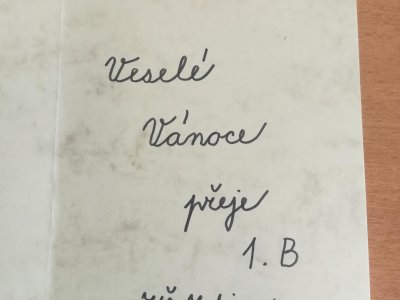 Veselé
Vánoce
přeje
1. B